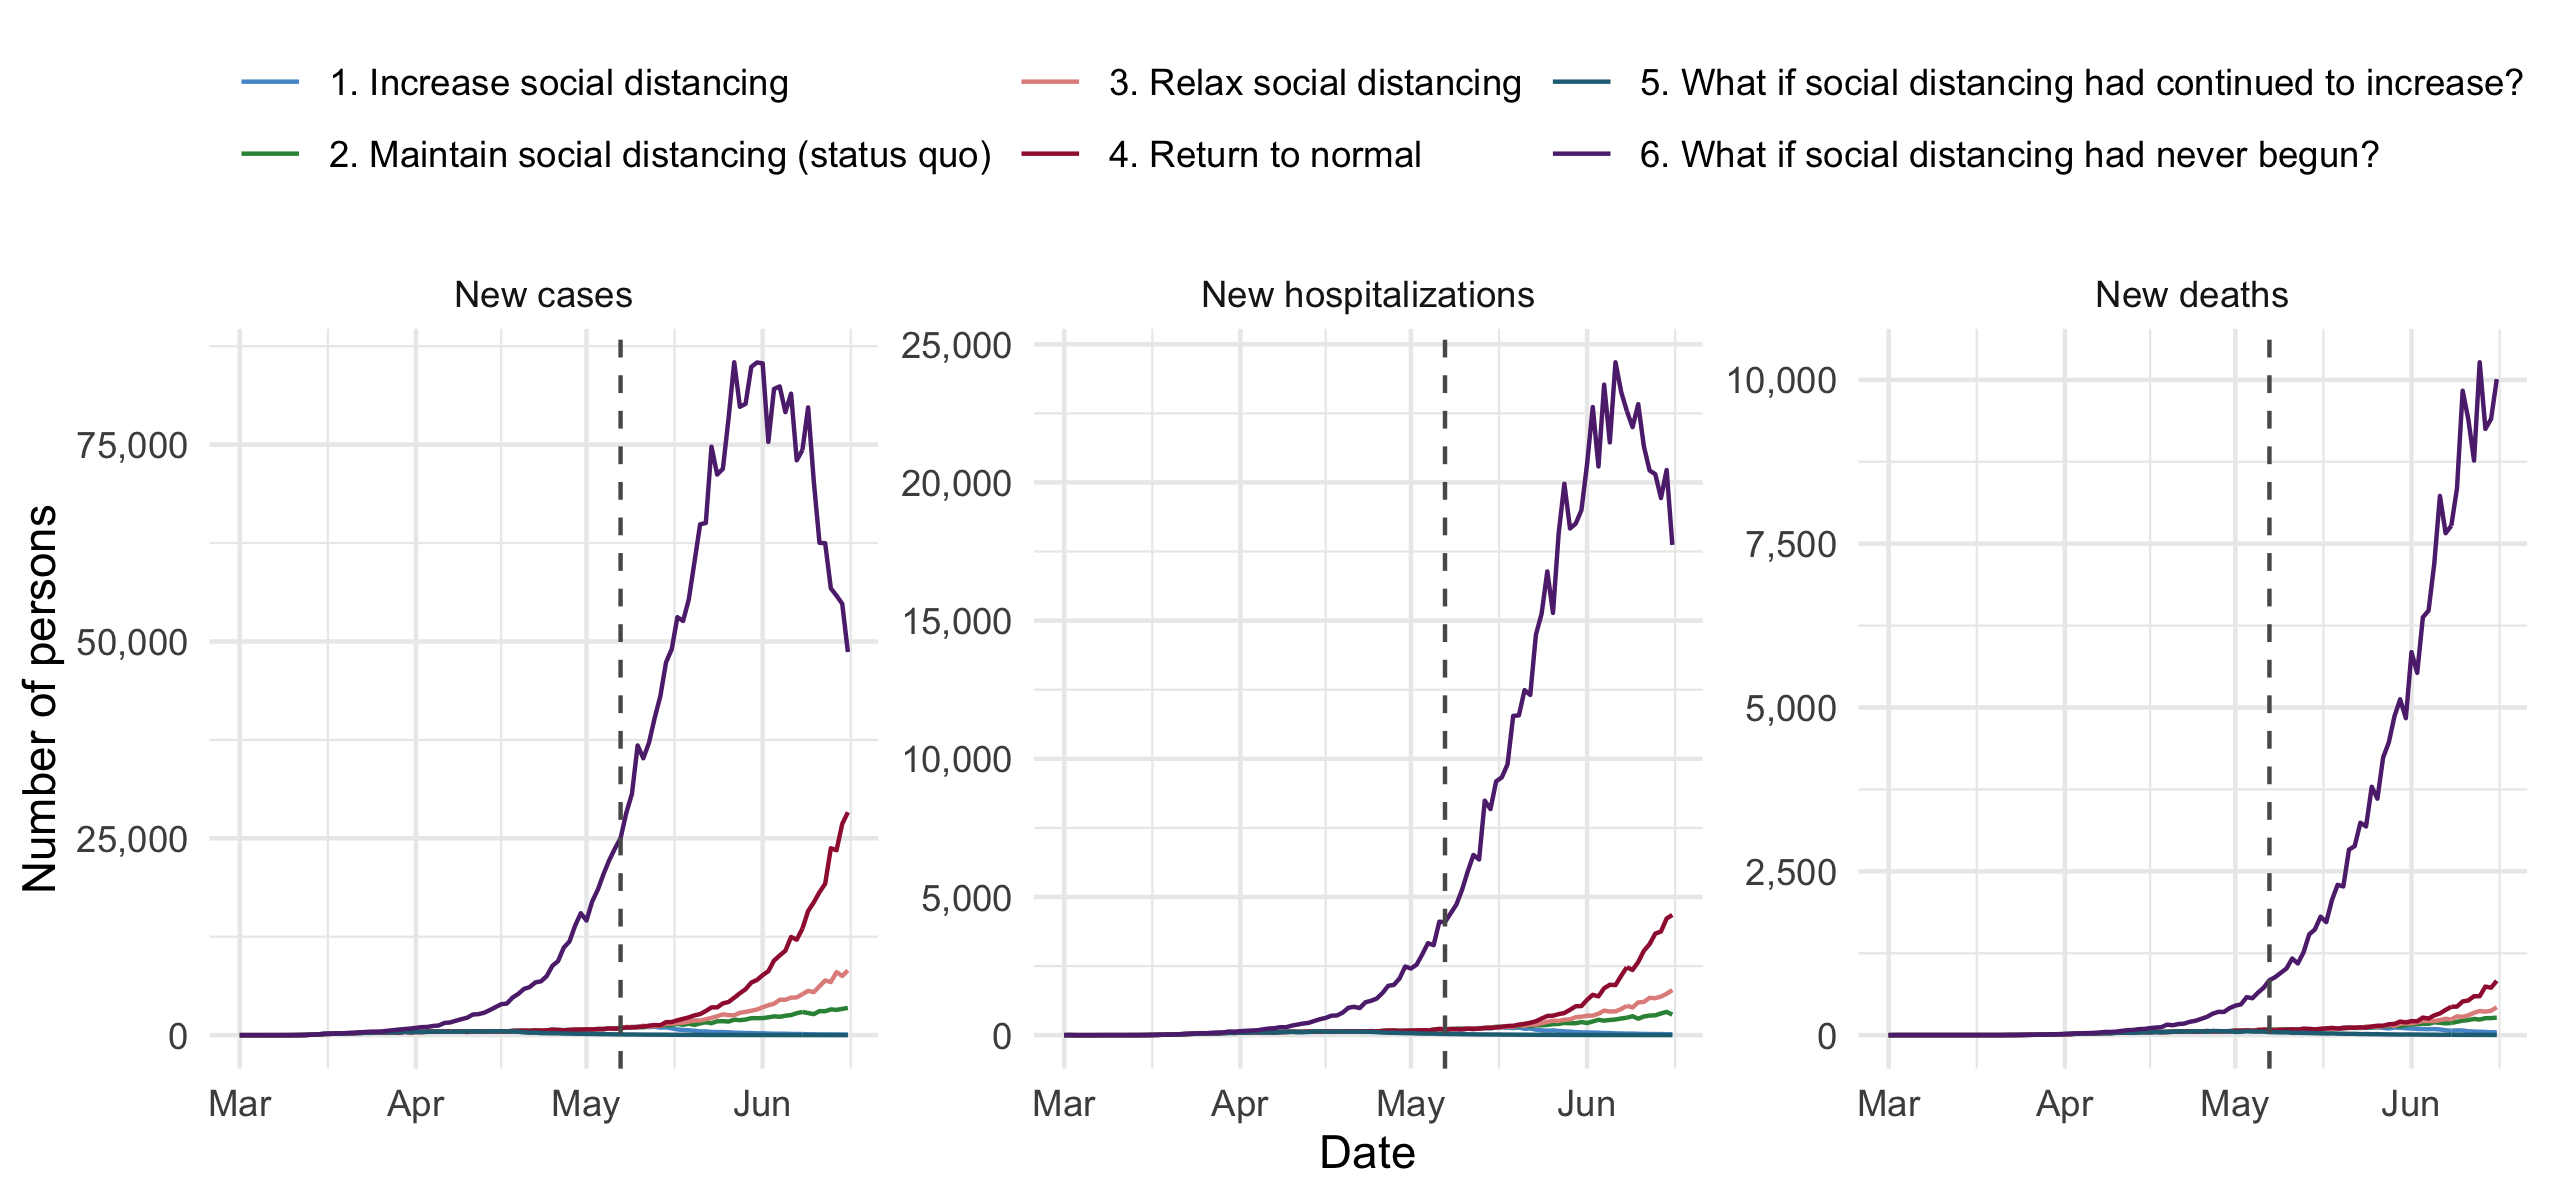 1. Increase social distancing
3. Relax social distancing
5. What if social distancing had continued to increase?
2. Maintain social distancing (status quo)
4. Return to normal
6. What if social distancing had never begun?
New cases
New hospitalizations
New deaths
Number of persons
75,000
50,000
25,000
0
Mar
Apr
May
Jun
25,000
20,000
15,000
10,000
5,000
0
Mar
Apr
May
Jun
10,000
7,500
5,000
2,500
0
Mar
Apr
May
Jun
Date